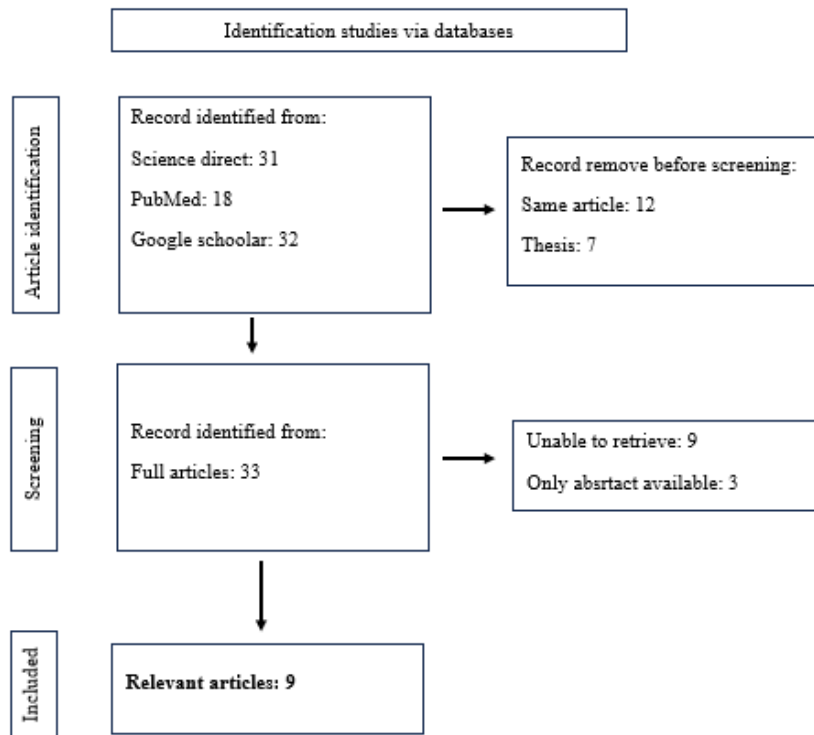 Identification studies via databases
Article identification
Record identified from:
Science direct: 31
PubMed: 18
Google schoolar: 32
Record remove before screening:
Same article: 12
Thesis: 7
Screening
Record identified from:
Full articles: 33
Unable to retrieve: 9
Only absrtact available: 3
Included
Relevant articles: 9